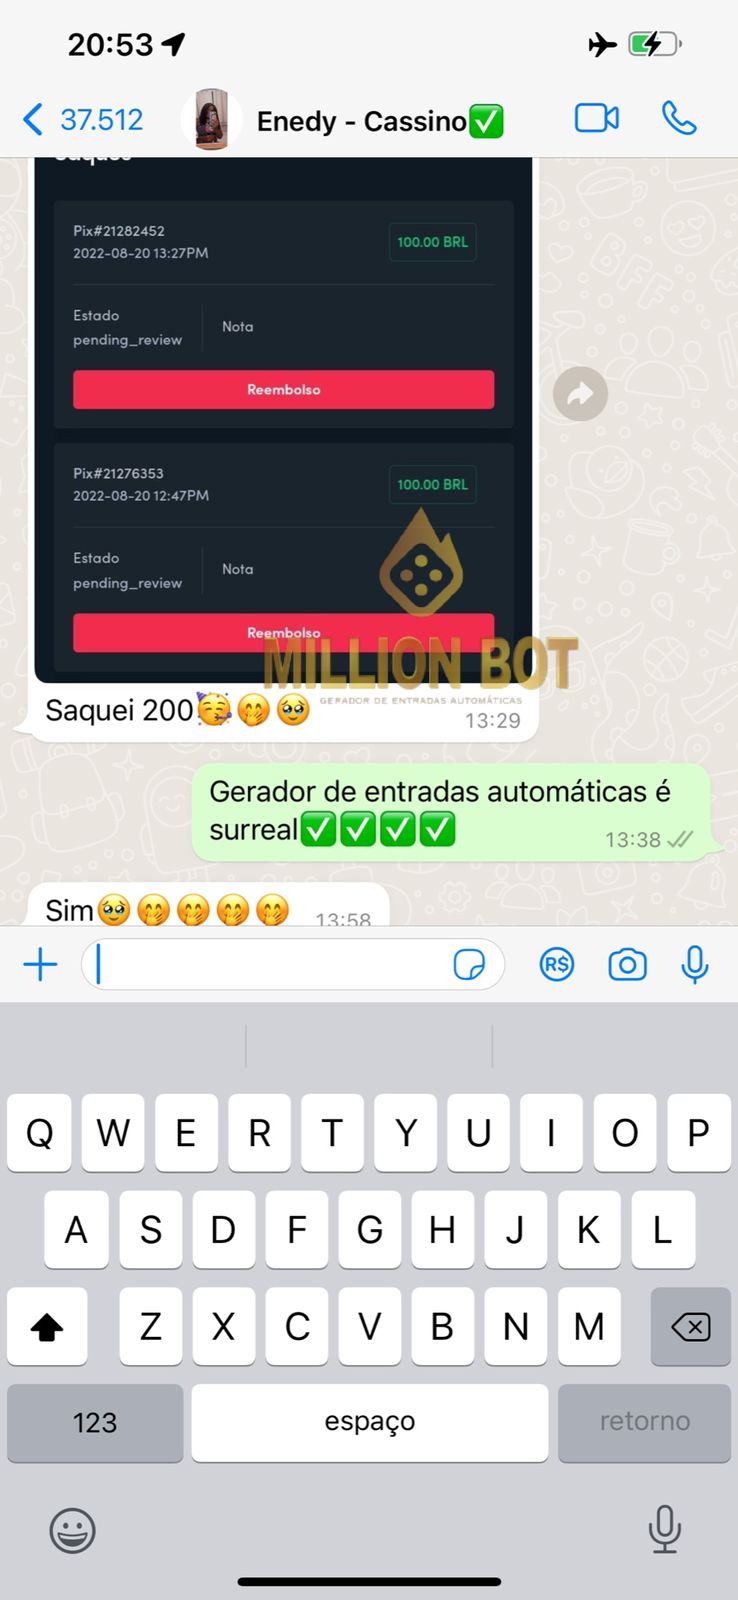 20:53
37.512
Enedy - Cassino✅
Saques
Pix#21282452
100.00 BRL
2022-08-20 13:27PM
Estado
Nota
pending_review
Reembolso
Pix#21276353
100.00 BRL
2022-08-20 12:47PM
Estado
Nota
pending_review
Reembolso
MILLION BOT
GERADOR DE ENTRADAS AUTOMÁTICAS
Saquei 200🥳🤭🥹
13:29
Gerador de entradas automáticas é
surreal✅✅✅✅
13:38
Sim🥹🤭🤭🤭🤭
13:58
R$
Q W E R T Y U I O P
A S D F G H J K L
Z X C V B N M
123 espaço retorno